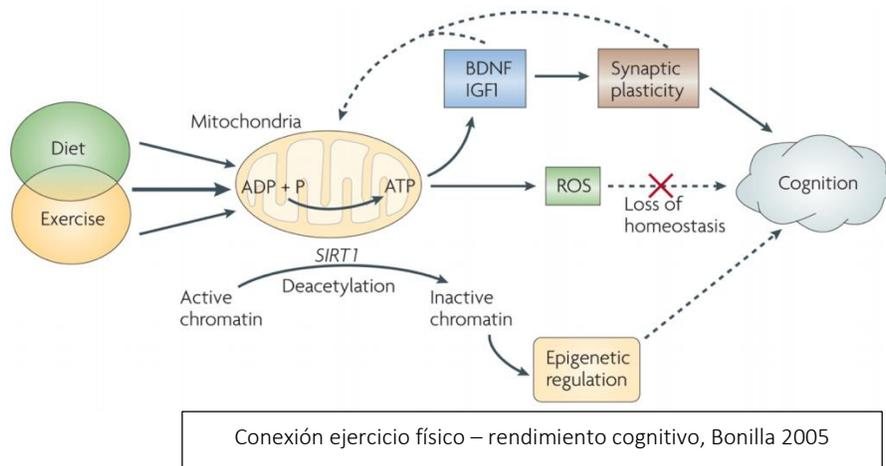 Diet
Exercise
Mitochondria
ADP + P
ATP
BDNF
IGF1
Synaptic
plasticity
ROS
Loss of
homeostasis
Cognition
SIRT1
Deacetylation
Active
chromatin
Inactive
chromatin
Epigenetic
regulation
Conexión ejercicio físico – rendimiento cognitivo, Bonilla 2005